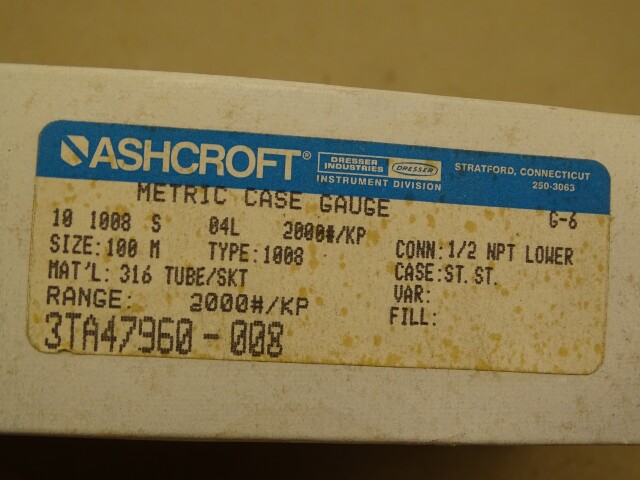 ASHCROFT®
DRESSER INDUSTRIES DRESSER
INSTRUMENT DIVISION
STRATFORD, CONNECTICUT
250-3063
METRIC CASE GAUGE G-6
10 1008 S 04L 2000#/KP
SIZE:100 M TYPE:1008 CONN:1/2 NPT LOWER
MAT'L: 316 TUBE/SKT CASE:ST.ST.
RANGE: 2000#/KP VAR:
FILL:
3TA47960-008